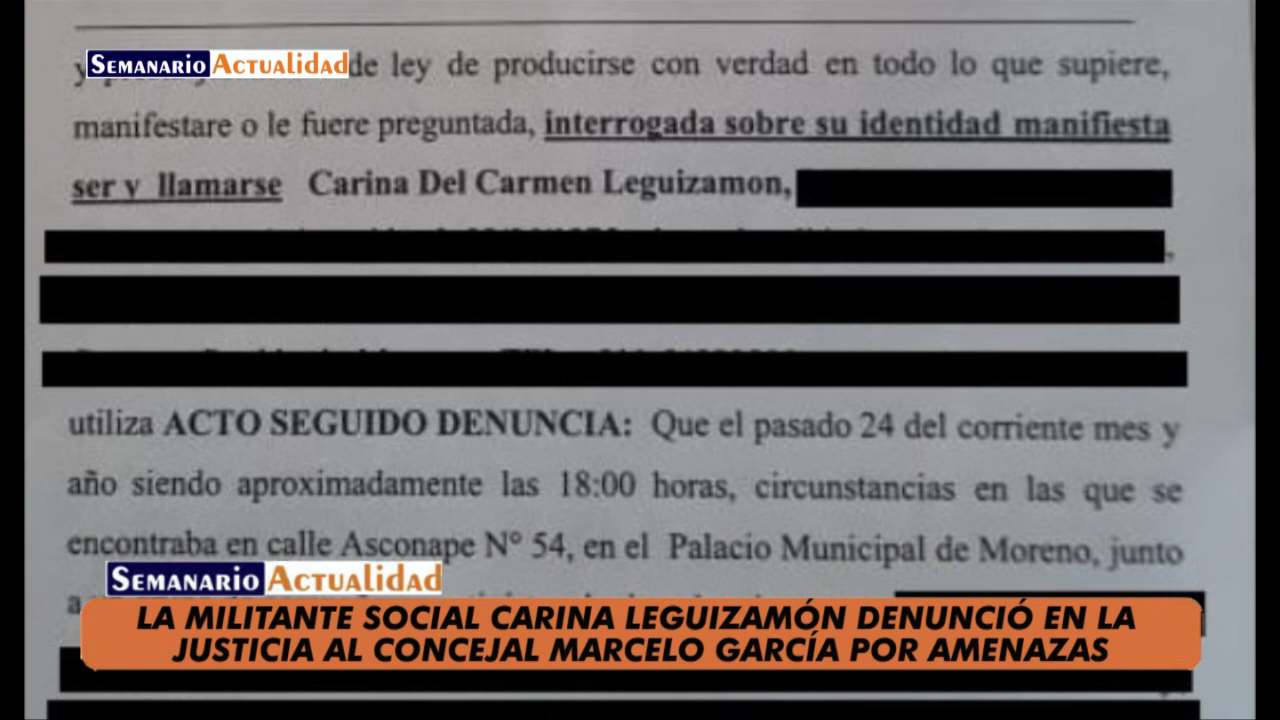 SEMANARIO ACTUALIDAD
de ley de producirse con verdad en todo lo que supiere,
manifestare o le fuere preguntada, interrogada sobre su identidad manifiesta
ser y llamarse Carina Del Carmen Leguizamon,
utiliza ACTO SEGUIDO DENUNCIA: Que el pasado 24 del corriente mes y
año siendo aproximadamente las 18:00 horas, circunstancias en las que se
encontraba en calle Asconape N° 54, en el Palacio Municipal de Moreno, junto
SEMANARIO ACTUALIDAD
a
LA MILITANTE SOCIAL CARINA LEGUIZAMÓN DENUNCIÓ EN LA
JUSTICIA AL CONCEJAL MARCELO GARCÍA POR AMENAZAS